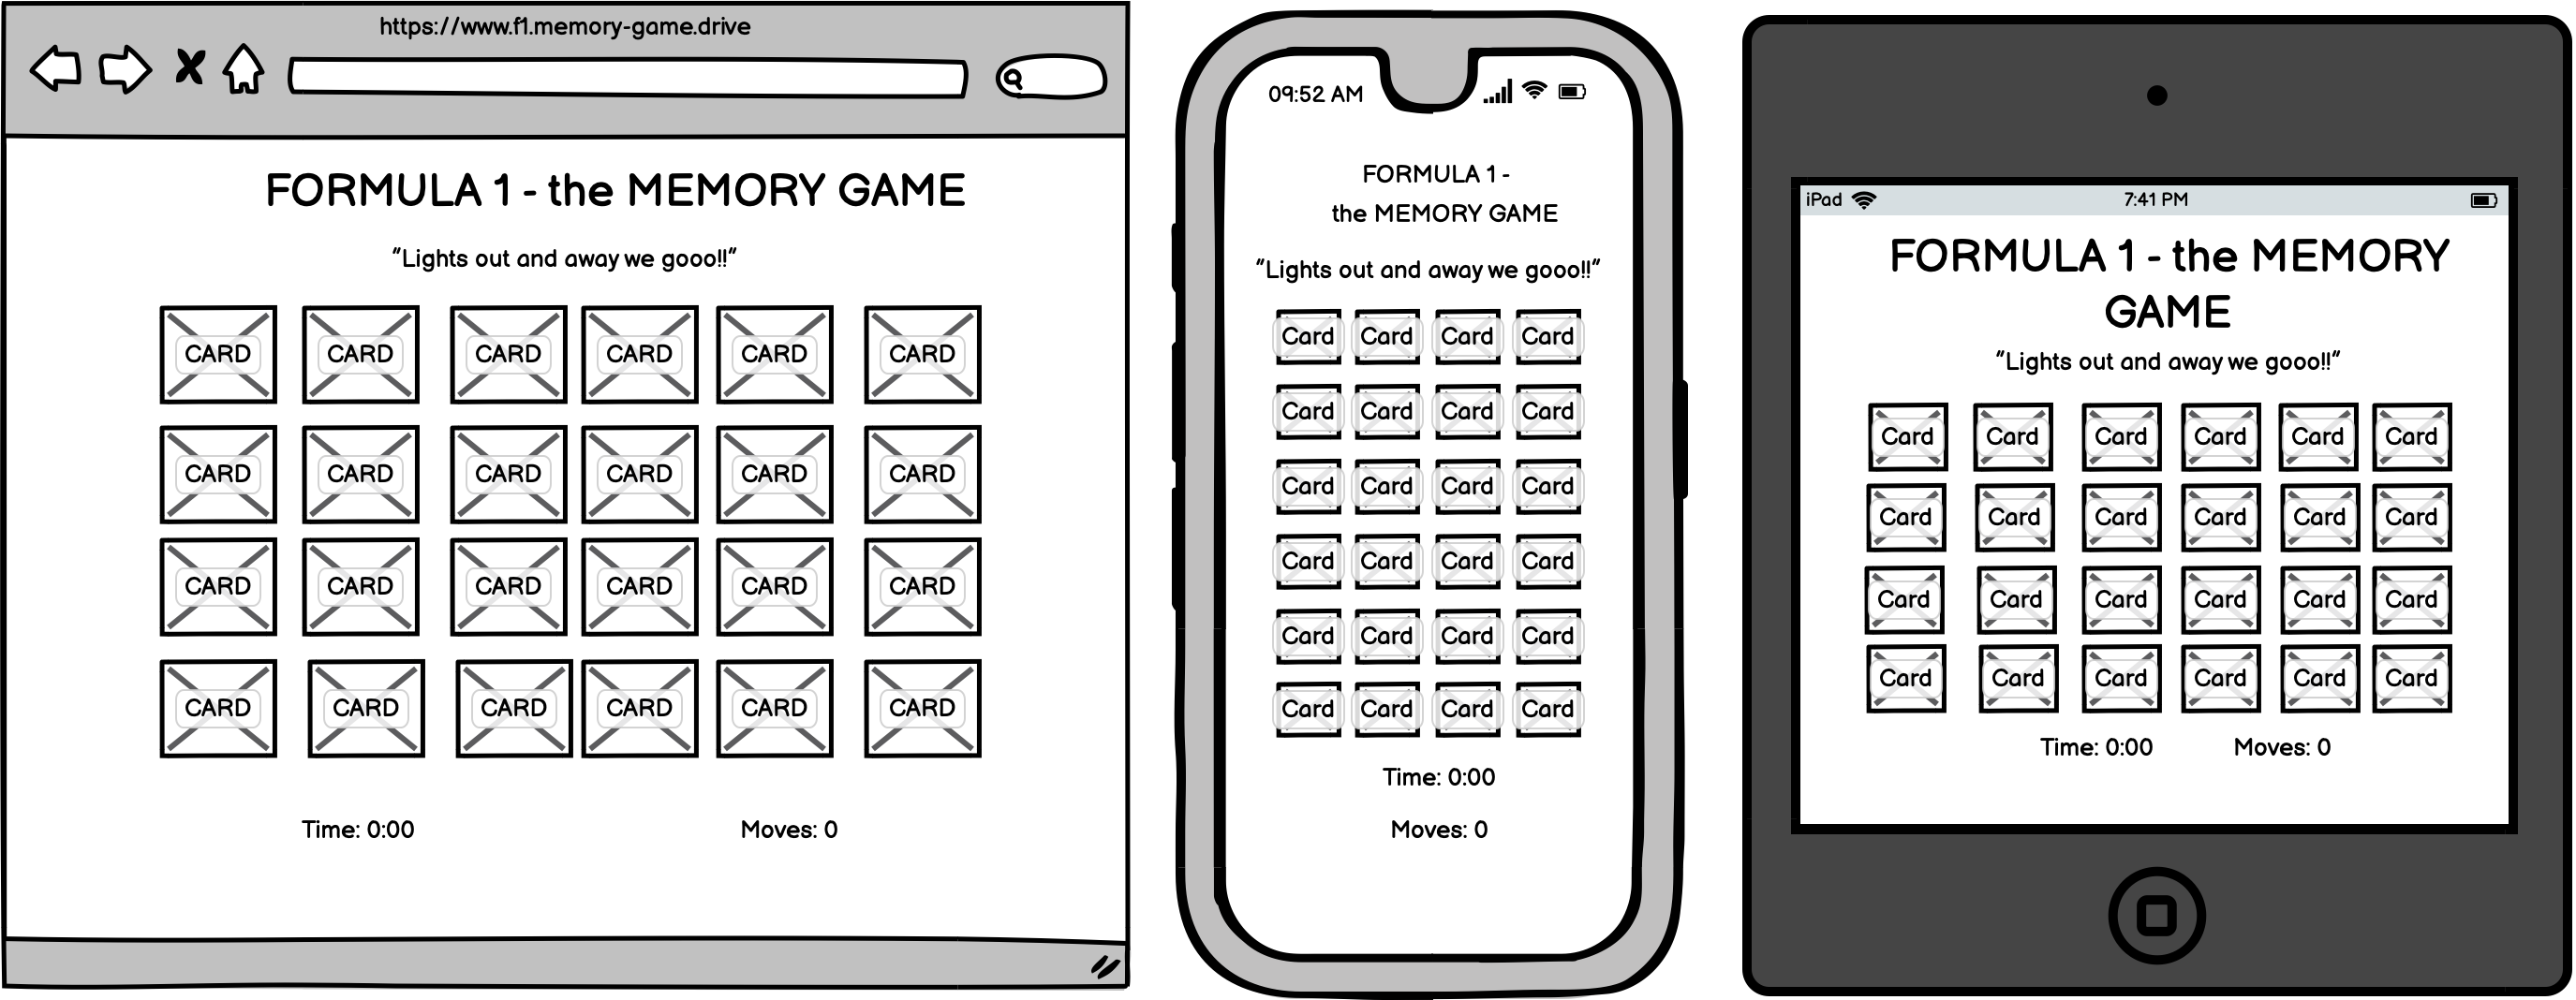 https://www.f1.memory-game.drive
FORMULA 1 - the MEMORY GAME
"Lights out and away we gooo!!"
CARD CARD CARD CARD CARD CARD
CARD CARD CARD CARD CARD CARD
CARD CARD CARD CARD CARD CARD
CARD CARD CARD CARD CARD CARD
Time: 0:00 Moves: 0
09:52 AM
FORMULA 1 -
the MEMORY GAME
"Lights out and away we gooo!!"
Card Card Card Card
Card Card Card Card
Card Card Card Card
Card Card Card Card
Card Card Card Card
Card Card Card Card
Time: 0:00
Moves: 0
iPad 7:41 PM
FORMULA 1 - the MEMORY
GAME
"Lights out and away we gooo!!"
Card Card Card Card Card Card
Card Card Card Card Card Card
Card Card Card Card Card Card
Card Card Card Card Card Card
Time: 0:00 Moves: 0